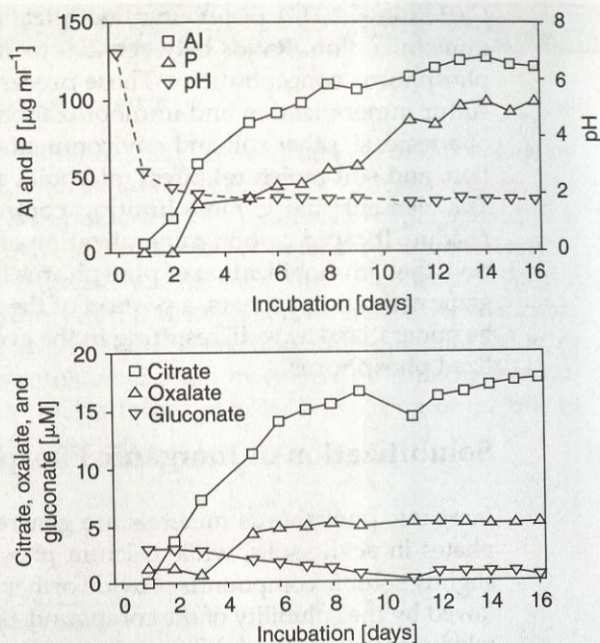 150
100
50
0
Al and P [µg ml⁻¹]
Al
P
pH
8
6
4
2
0
pH
0 2 4 6 8 10 12 14 16
Incubation [days]
20
15
10
5
0
Citrate, oxalate, and
gluconate [µM]
Citrate
Oxalate
Gluconate
0 2 4 6 8 10 12 14 16
Incubation [days]